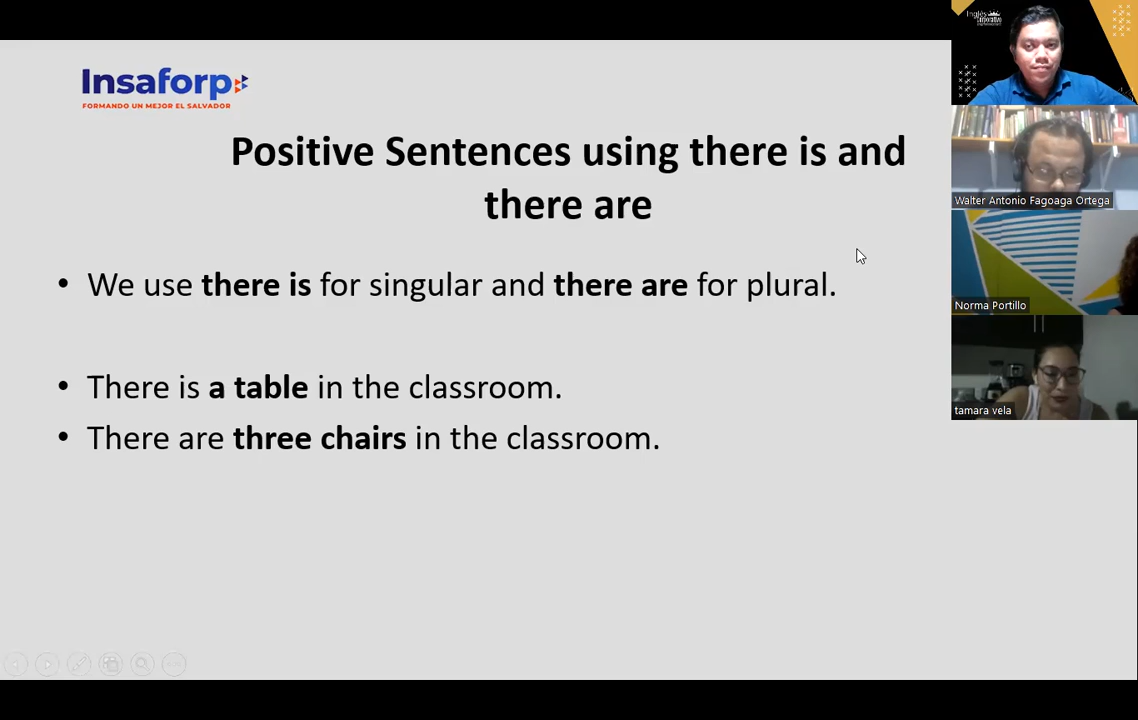 Insaforp
FORMANDO UN MEJOR EL SALVADOR
Positive Sentences using there is and
there are
• We use there is for singular and there are for plural.
• There is a table in the classroom.
• There are three chairs in the classroom.
Inglés
corporativo
Walter Antonio Fagoaga Ortega
Norma Portillo
tamara vela